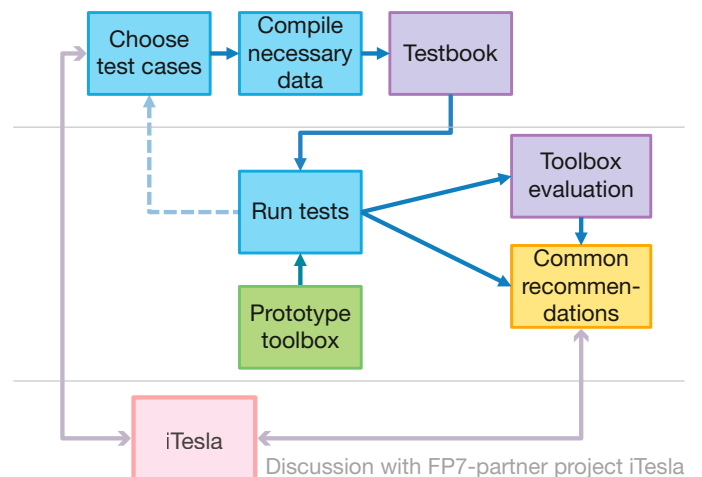 Choose
test cases
Compile
necessary
data
Testbook
Run tests
Toolbox
evaluation
Common
recommen-
dations
Prototype
toolbox
iTesla
Discussion with FP7-partner project iTesla